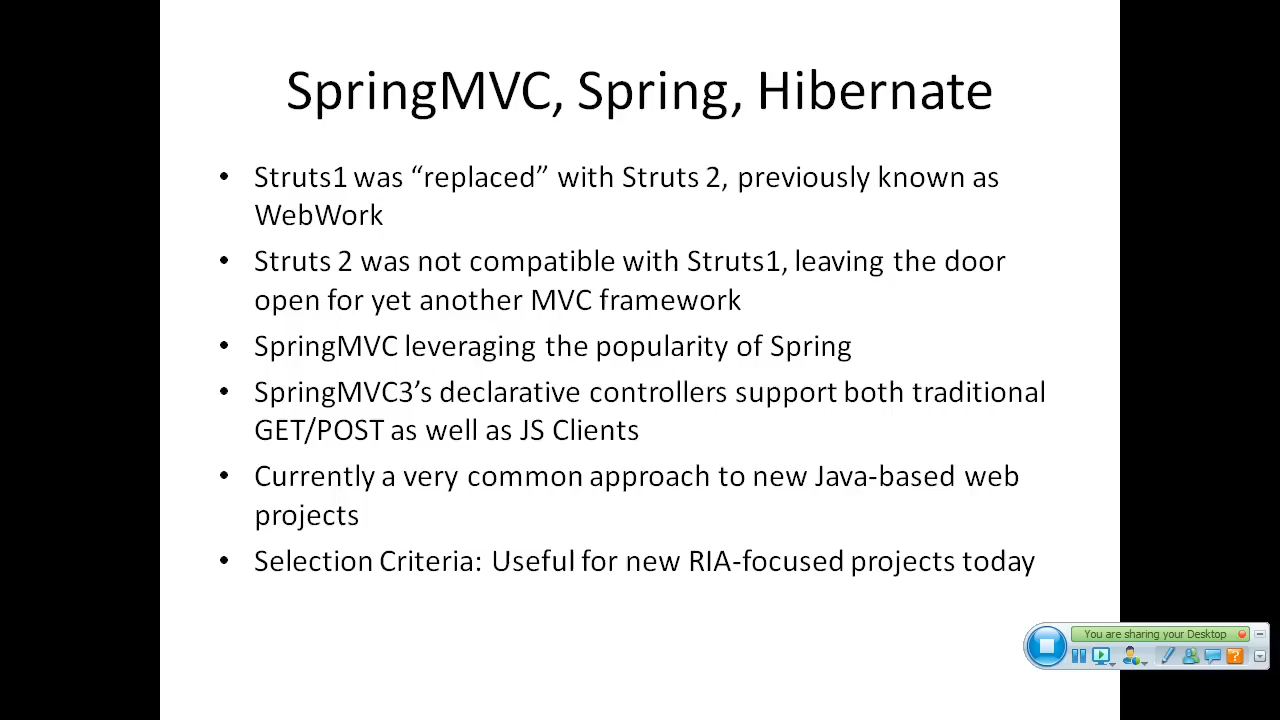 SpringMVC, Spring, Hibernate
• Struts1 was “replaced” with Struts 2, previously known as
WebWork
• Struts 2 was not compatible with Struts1, leaving the door
open for yet another MVC framework
• SpringMVC leveraging the popularity of Spring
• SpringMVC3’s declarative controllers support both traditional
GET/POST as well as JS Clients
• Currently a very common approach to new Java-based web
projects
• Selection Criteria: Useful for new RIA-focused projects today
You are sharing your Desktop
?